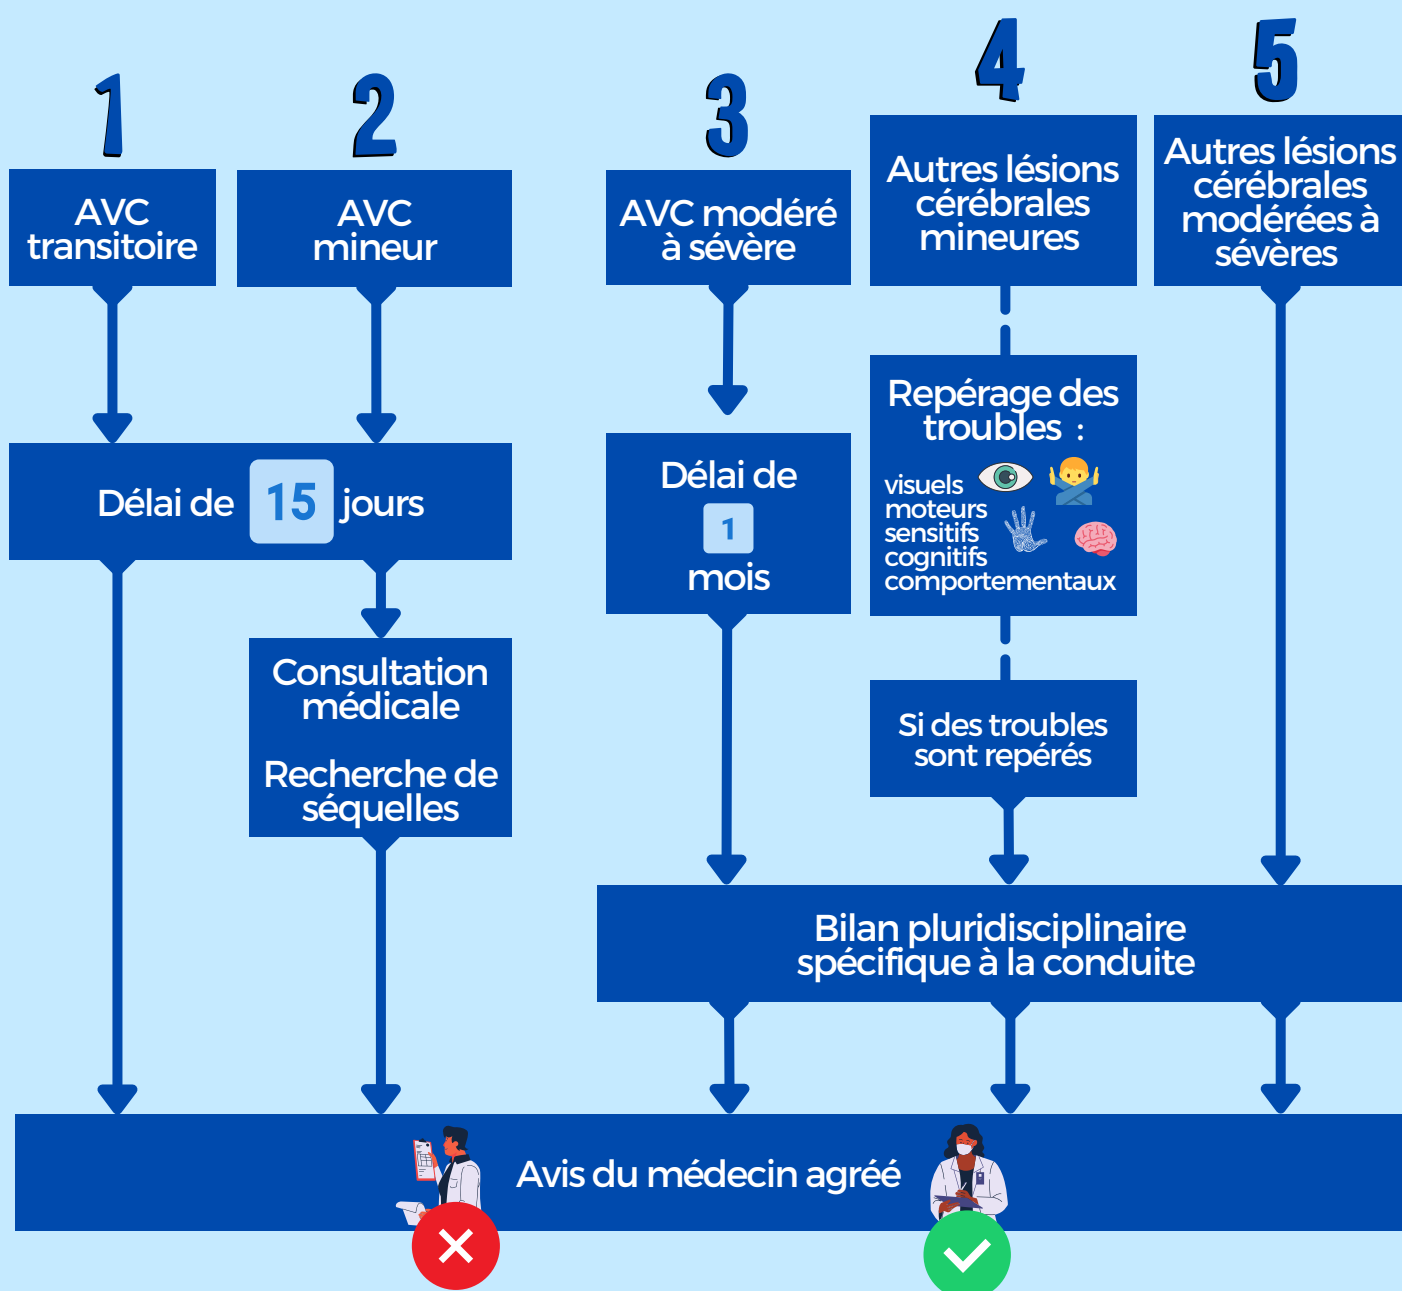 1
2
3
4
5
AVC
transitoire
AVC
mineur
AVC modéré
à sévère
Autres lésions
cérébrales
mineures
Autres lésions
cérébrales
modérées à
sévères
Délai de 15 jours
Délai de
1
mois
Repérage des
troubles :
visuels
moteurs
sensitifs
cognitifs
comportementaux
Consultation
médicale
Recherche de
séquelles
Si des troubles
sont repérés
Bilan pluridisciplinaire
spécifique à la conduite
Avis du médecin agréé